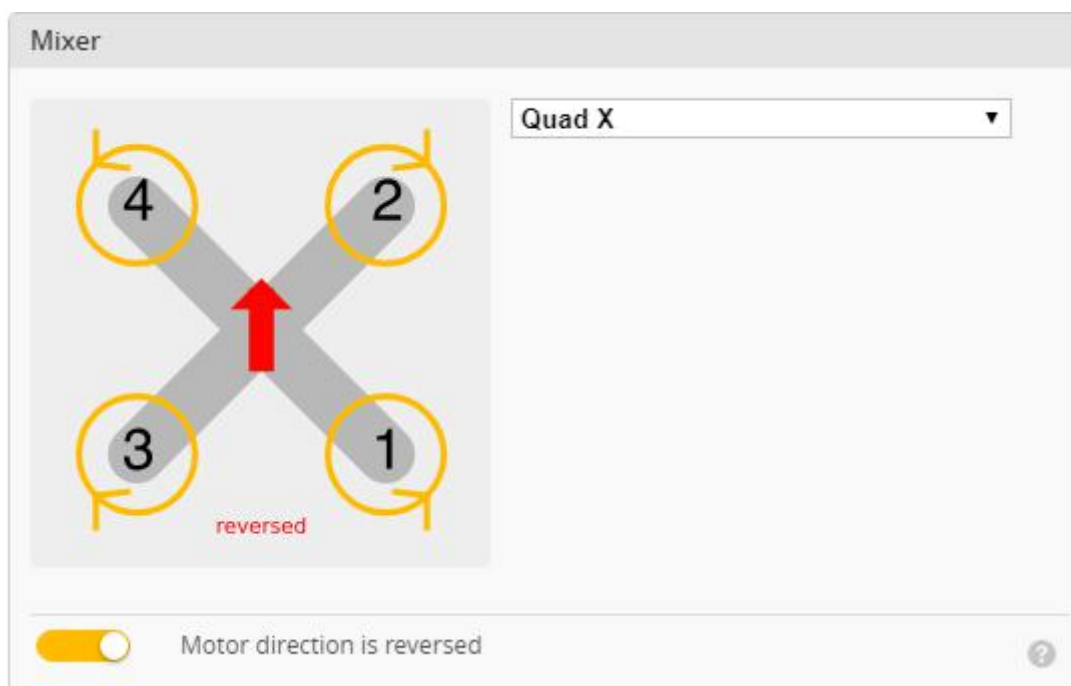 Mixer
Quad X
4 2
3 1
reversed
Motor direction is reversed
?